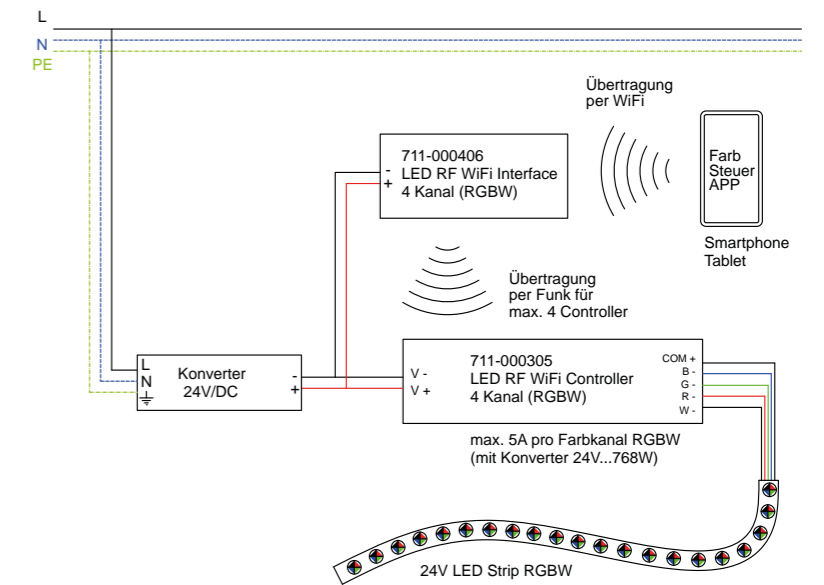 L
N
PE
Übertragung
per WiFi
711-000406
LED RF WiFi Interface
4 Kanal (RGBW)
-
+
Farb
Steuer
APP
Smartphone
Tablet
Übertragung
per Funk für
max. 4 Controller
L
N
Konverter
24V/DC
-
+
V -
V +
711-000305
LED RF WiFi Controller
4 Kanal (RGBW)
COM +
B -
G -
R -
W -
max. 5A pro Farbkanal RGBW
(mit Konverter 24V...768W)
24V LED Strip RGBW